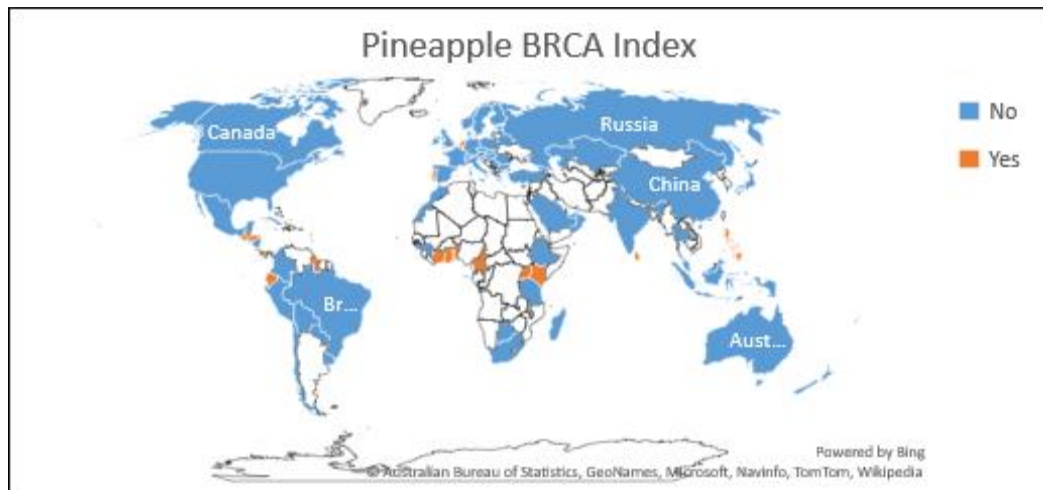 Pineapple BRCA Index
No
Yes
Canada
Russia
China
Br...
Aust...
Powered by Bing
© Australian Bureau of Statistics, GeoNames, Microsoft, Navinfo, TomTom, Wikipedia